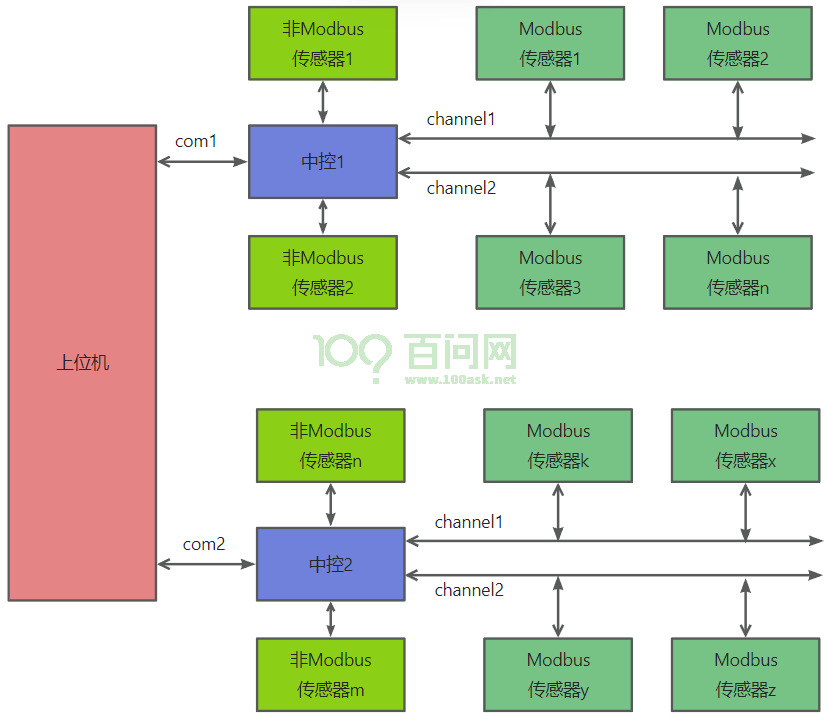 非Modbus
传感器1
Modbus
传感器1
Modbus
传感器2
com1
中控1
channel1
channel2
非Modbus
传感器2
Modbus
传感器3
Modbus
传感器n
上位机
百问网
www.100ask.net
非Modbus
传感器n
Modbus
传感器k
Modbus
传感器x
com2
中控2
channel1
channel2
非Modbus
传感器m
Modbus
传感器y
Modbus
传感器z